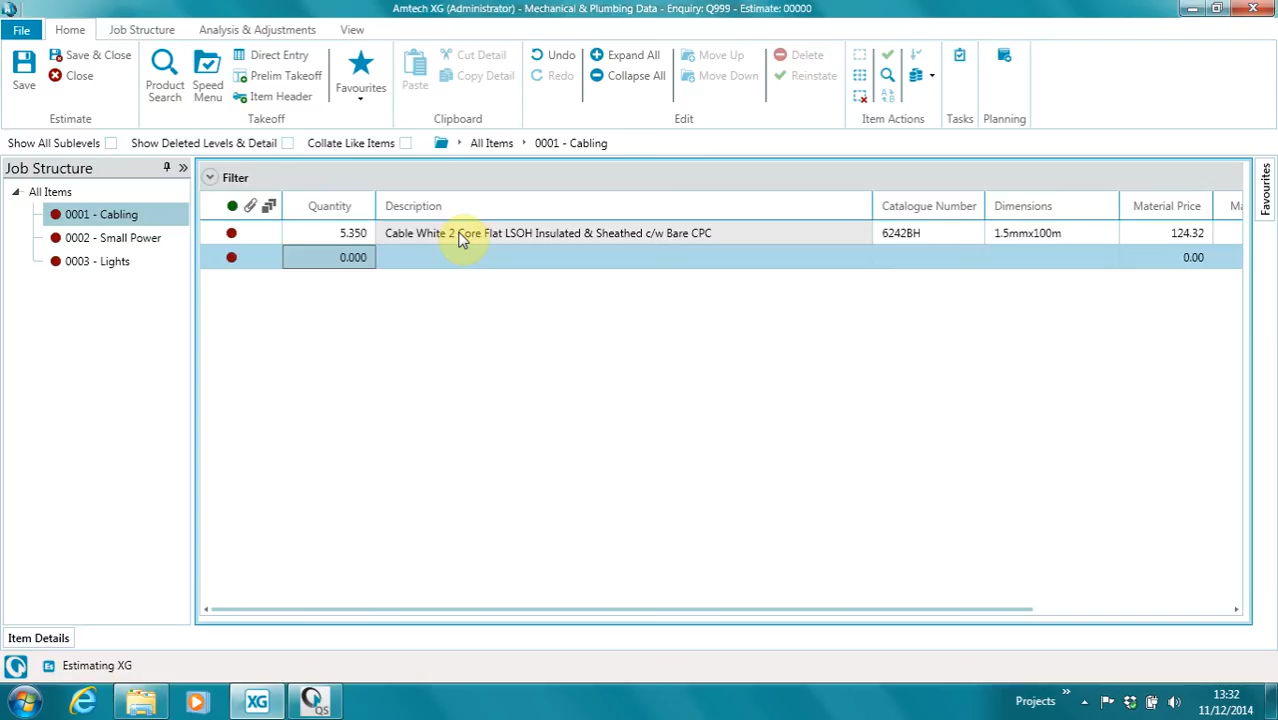 Amtech XG (Administrator) - Mechanical & Plumbing Data - Enquiry: Q999 - Estimate: 00000
File Home Job Structure Analysis & Adjustments View
Save
Save & Close
Close
Estimate
Product Search
Speed Menu
Direct Entry
Prelim Takeoff
Item Header
Takeoff
Favourites
Paste
Cut Detail
Copy Detail
Clipboard
Undo
Redo
Expand All
Collapse All
Move Up
Move Down
Delete
Reinstate
Edit
Item Actions
Tasks
Planning
Show All Sublevels Show Deleted Levels & Detail Collate Like Items All Items 0001 - Cabling
Job Structure
All Items
0001 - Cabling
0002 - Small Power
0003 - Lights
Filter
Quantity Description Catalogue Number Dimensions Material Price
5.350 Cable White 2 Core Flat LSOH Insulated & Sheathed c/w Bare CPC 6242BH 1.5mmx100m 124.32
0.000 0.00
Favourites
Item Details
Estimating XG
XG
QS
Projects
13:32
11/12/2014